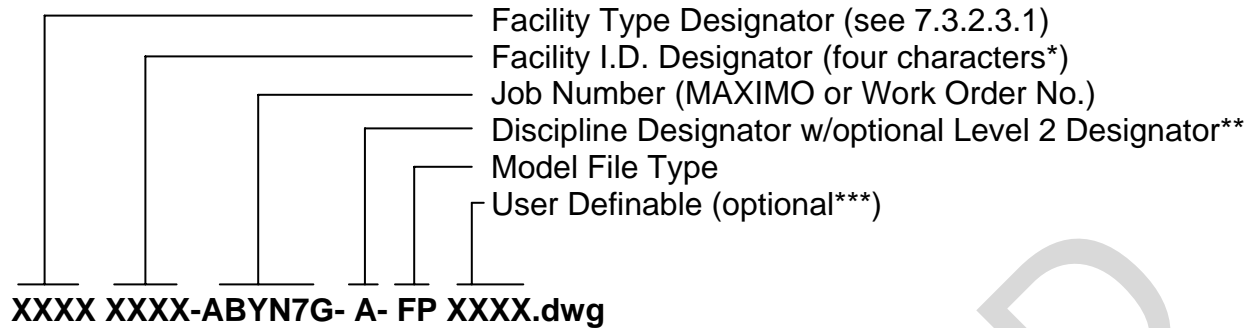 Facility Type Designator (see 7.3.2.3.1)
Facility I.D. Designator (four characters*)
Job Number (MAXIMO or Work Order No.)
Discipline Designator w/optional Level 2 Designator**
Model File Type
User Definable (optional***)
XXXX XXXX-ABYN7G- A- FP XXXX.dwg